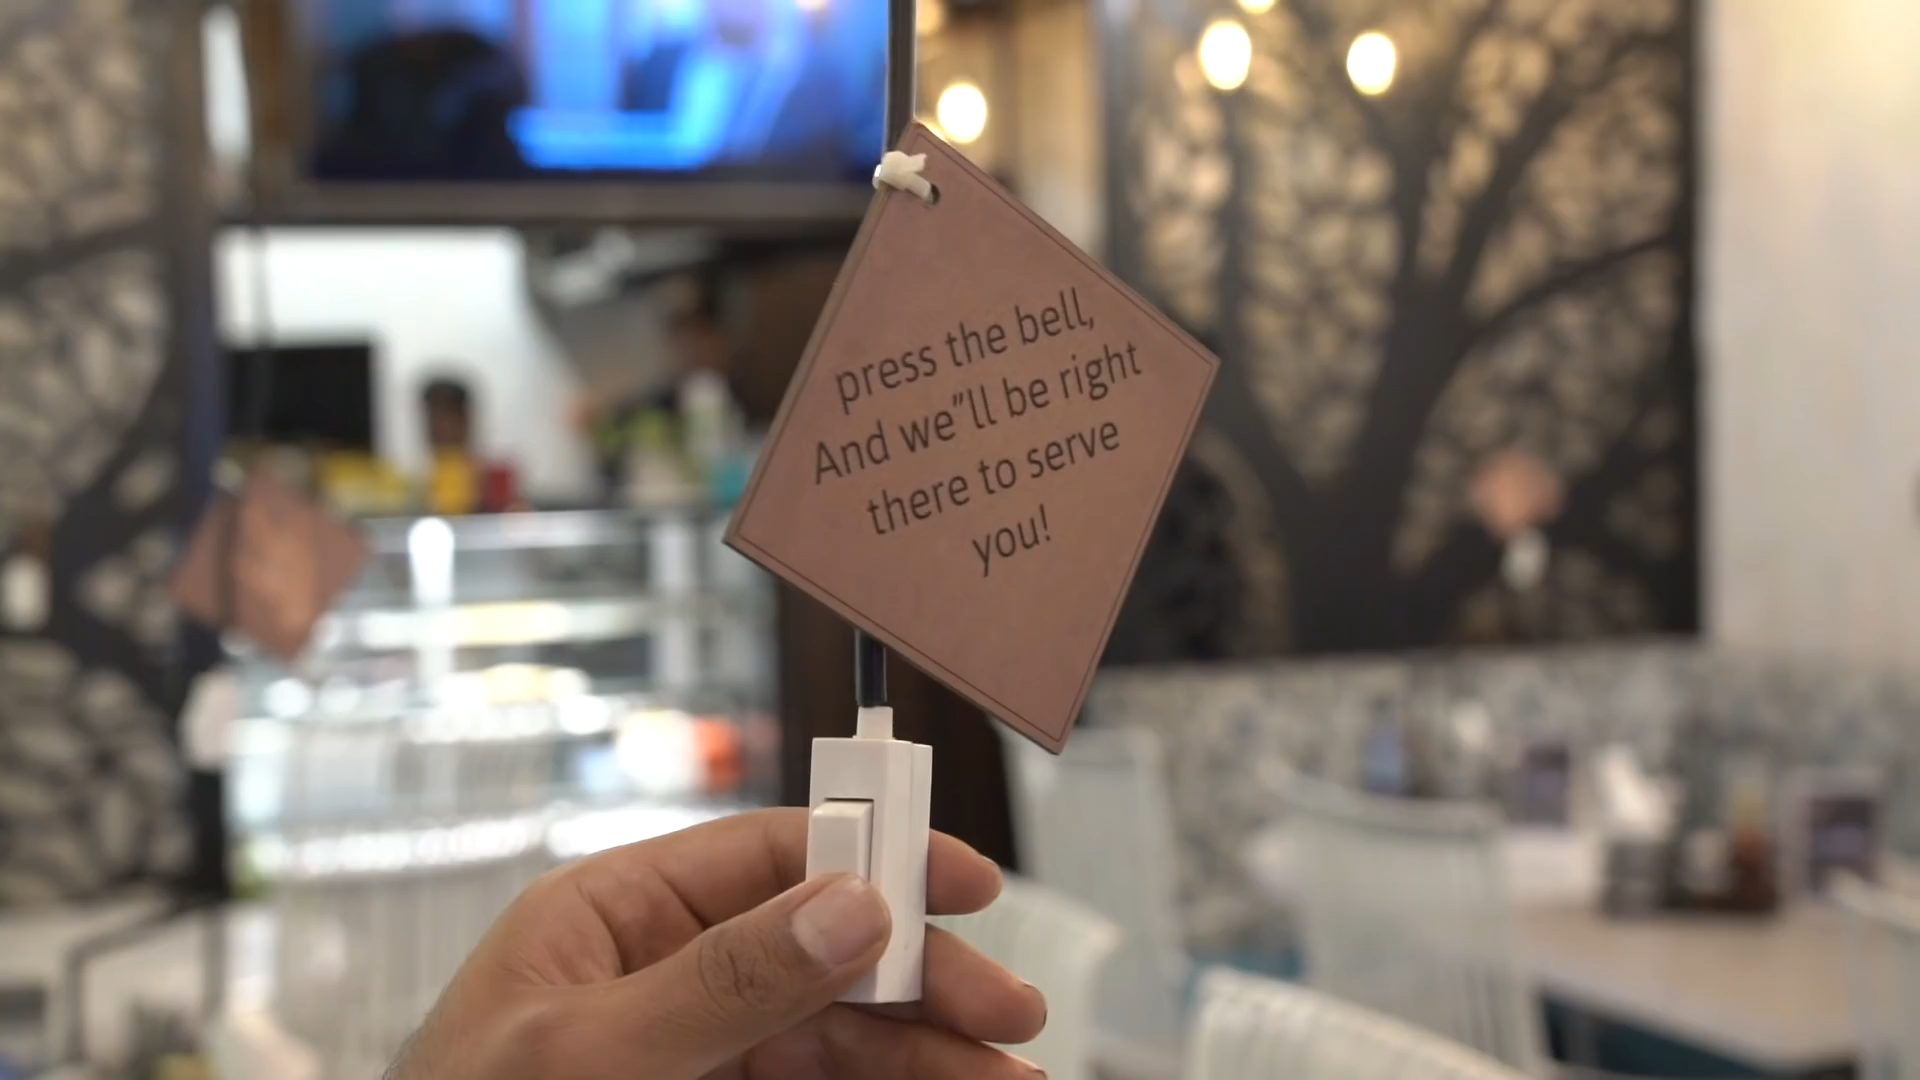 press the bell,
And we"ll be right
there to serve
you!